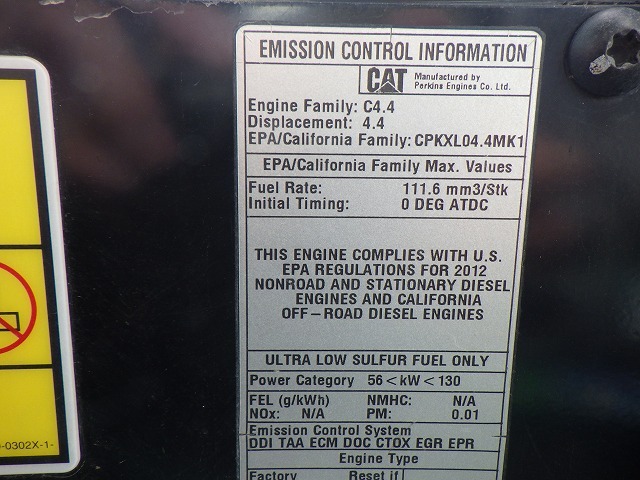 EMISSION CONTROL INFORMATION
CAT Manufactured by
Perkins Engines Co. Ltd.
Engine Family: C4.4
Displacement: 4.4
EPA/California Family: CPKXL04.4MK1
EPA/California Family Max. Values
Fuel Rate: 111.6 mm3/Stk
Initial Timing: 0 DEG ATDC
THIS ENGINE COMPLIES WITH U.S.
EPA REGULATIONS FOR 2012
NONROAD AND STATIONARY DIESEL
ENGINES AND CALIFORNIA
OFF-ROAD DIESEL ENGINES
ULTRA LOW SULFUR FUEL ONLY
Power Category 56<kW<130
FEL (g/kWh) NMHC: N/A
NOx: N/A PM: 0.01
Emission Control System
DDI TAA ECM DOC CTOX EGR EPR
Engine Type
Factory Reset if
-0302X-1-